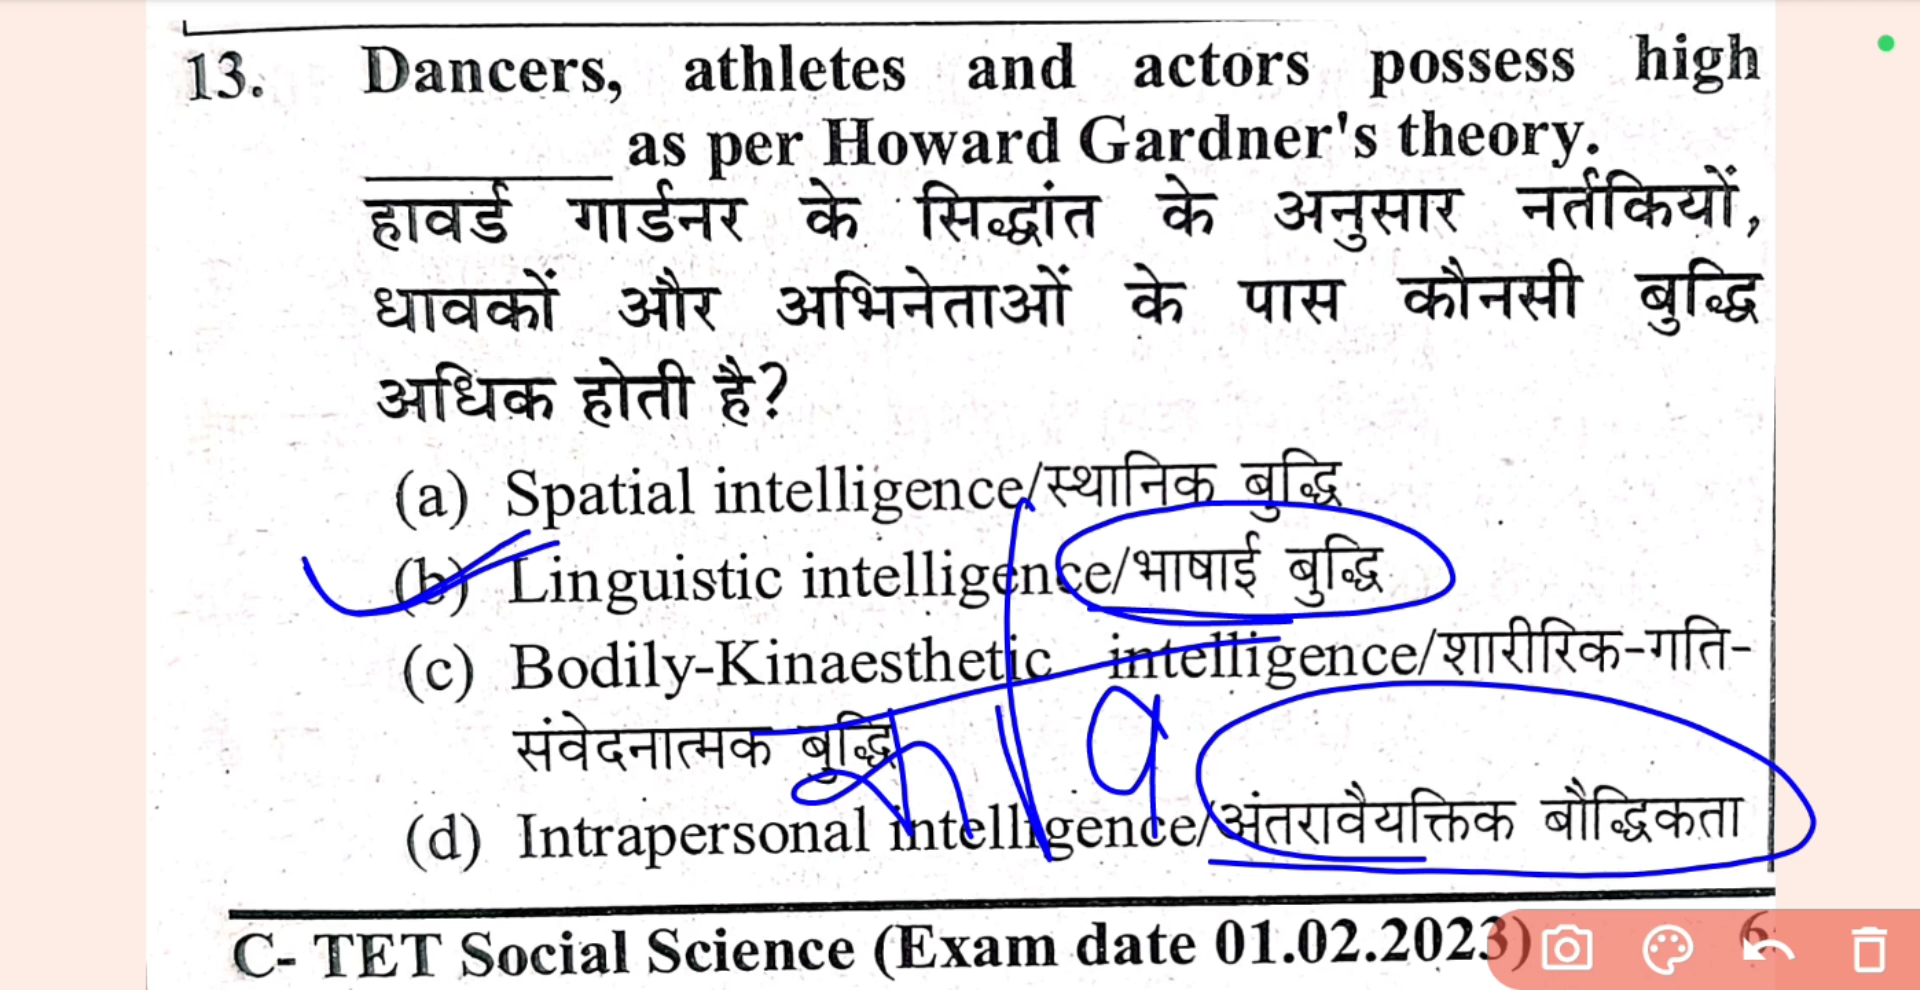 13. Dancers, athletes and actors possess high
________ as per Howard Gardner's theory.
हावर्ड गार्डनर के सिद्धांत के अनुसार नर्तकियों,
धावकों और अभिनेताओं के पास कौनसी बुद्धि
अधिक होती है?
(a) Spatial intelligence/स्थानिक बुद्धि
(b) Linguistic intelligence/भाषाई बुद्धि
(c) Bodily-Kinaesthetic intelligence/शारीरिक-गति-
संवेदनात्मक बुद्धि
(d) Intrapersonal intelligence/अंतरावैयक्तिक बौद्धिकता
C- TET Social Science (Exam date 01.02.2023)